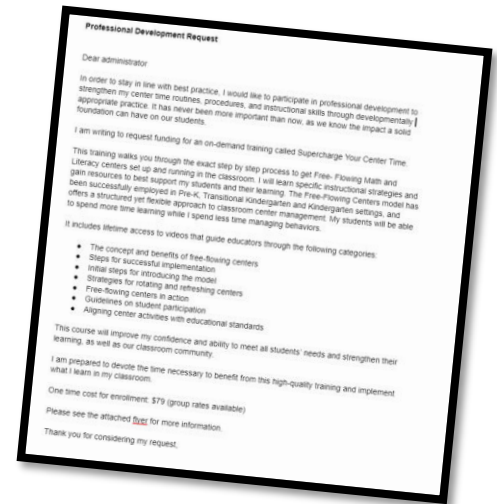 Professional Development Request
Dear administrator
In order to stay in line with best practice, I would like to participate in professional development to
strengthen my center time routines, procedures, and instructional skills through developmentally
appropriate practice. It has never been more important than now, as we know the impact a solid
foundation can have on our students.
I am writing to request funding for an on-demand training called Supercharge Your Center Time
This training walks you through the exact step by step process to get Free- Flowing Math and
Literacy centers set up and running in the classroom. I will learn specific instructional strategies and
gain resources to best support my students and their learning. The Free-Flowing Centers model has
been successfully employed in Pre-K, Transitional Kindergarten and Kindergarten settings, and
offers a structured yet flexible approach to classroom center management. My students will be able
to spend more time learning while I spend less time managing behaviors.
It includes lifetime access to videos that guide educators through the following categories:
• The concept and benefits of free-flowing centers
• Steps for successful implementation
• Initial steps for introducing the model
• Strategies for rotating and refreshing centers
• Free-flowing centers in action
• Guidelines on student participation
• Aligning center activities with educational standards
This course will improve my confidence and ability to meet all students' needs and strengthen their
learning, as well as our classroom community.
I am prepared to devote the time necessary to benefit from this high-quality training and implement
what I learn in my classroom.
One time cost for enrollment: $79 (group rates available)
Please see the attached flyer for more information
Thank you for considering my request,